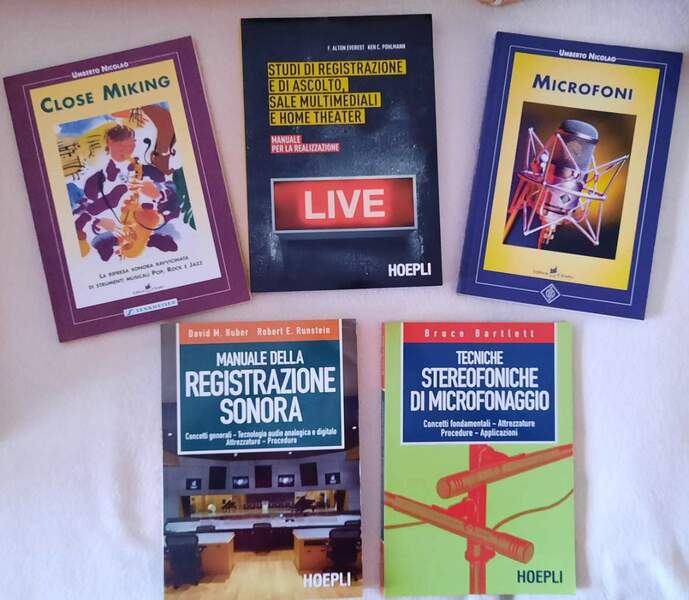 UMBERTO NICOLAO
CLOSE MIKING
LA RIPRESA SONORA RAVVICINATA
DI STRUMENTI MUSICALI POP, ROCK E JAZZ
SENNHEISER
F. ALTON EVEREST KEN C. POHLMANN
STUDI DI REGISTRAZIONE
E DI ASCOLTO,
SALE MULTIMEDIALI
E HOME THEATER
MANUALE
PER LA REALIZZAZIONE
LIVE
HOEPLI
UMBERTO NICOLAO
MICROFONI
David M. Huber Robert E. Runstein
MANUALE DELLA
REGISTRAZIONE
SONORA
Concetti generali - Tecnologia audio analogica e digitale
Attrezzature - Procedure
HOEPLI
Bruce Bartlett
TECNICHE
STEREOFONICHE
DI MICROFONAGGIO
Concetti fondamentali - Attrezzature
Procedure - Applicazioni
HOEPLI